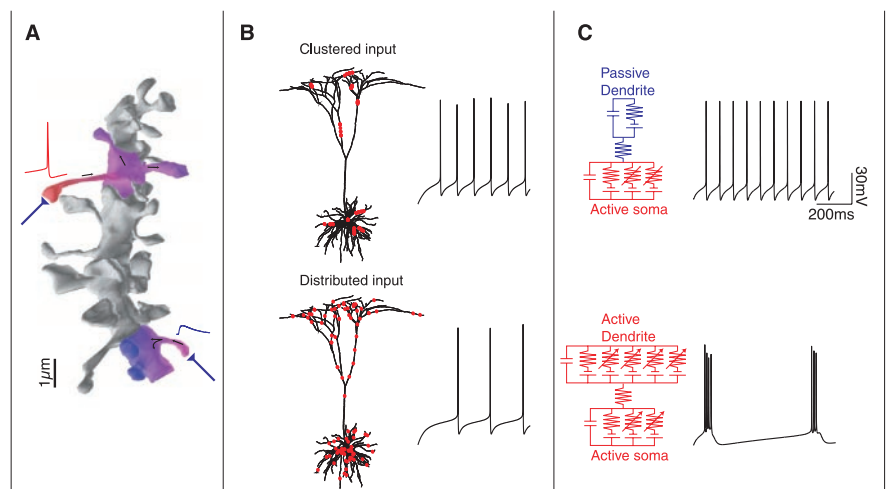 A
1µm
B
Clustered input
Distributed input
C
Passive
Dendrite
Active soma
30mV
200ms
Active
Dendrite
Active soma